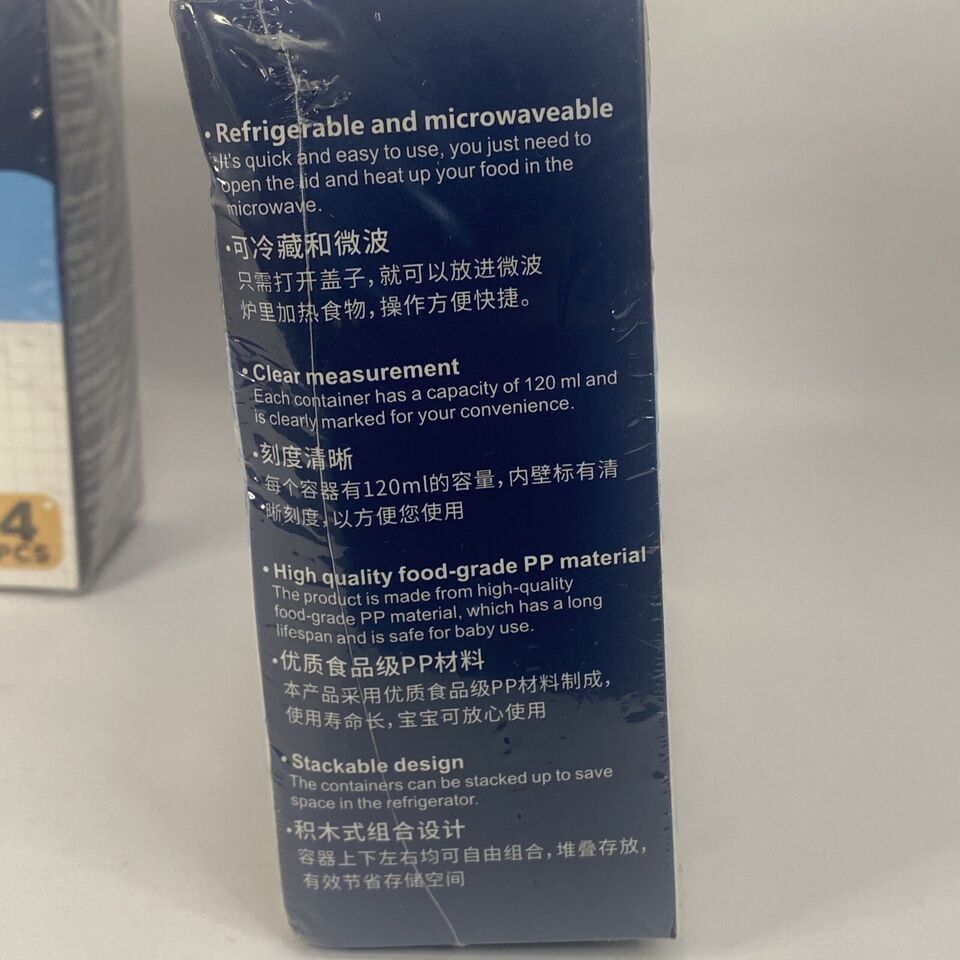 • Refrigerable and microwaveable
It's quick and easy to use, you just need to
open the lid and heat up your food in the
microwave.
•可冷藏和微波
只需打开盖子，就可以放进微波
炉里加热食物，操作方便快捷。
• Clear measurement
Each container has a capacity of 120 ml and
is clearly marked for your convenience.
•刻度清晰
每个容器有120ml的容量，内壁标有清
晰刻度，以方便您使用
• High quality food-grade PP material
The product is made from high-quality
food-grade PP material, which has a long
lifespan and is safe for baby use.
•优质食品级PP材料
本产品采用优质食品级PP材料制成，
使用寿命长，宝宝可放心使用
• Stackable design
The containers can be stacked up to save
space in the refrigerator.
•积木式组合设计
容器上下左右均可自由组合，堆叠存放，
有效节省存储空间
4
PCS